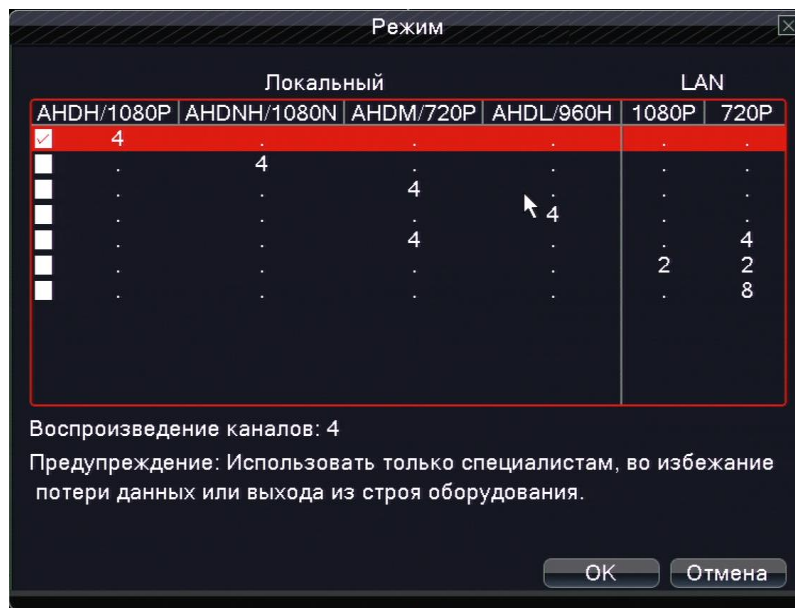 Режим
Локальный LAN
AHDH/1080P AHDNH/1080N AHDM/720P AHDL/960H 1080P 720P
4 . . . . .
. 4 . . . .
. . 4 . . .
. . . 4 . .
. . 4 . . 4
. . . . 2 2
. . . . . 8
Воспроизведение каналов: 4
Предупреждение: Использовать только специалистам, во избежание
потери данных или выхода из строя оборудования.
OK Отмена